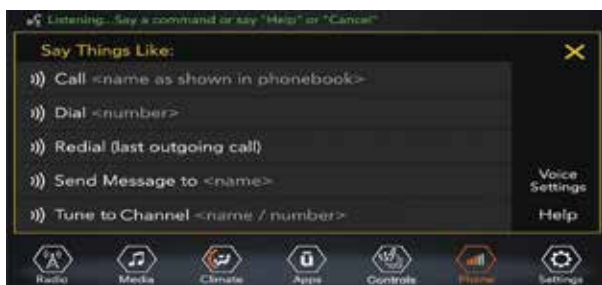 Listening...Say a command or say "Help" or "Cancel"
Say Things Like:
Call <name as shown in phonebook>
Dial <number>
Redial (last outgoing call)
Send Message to <name>
Voice
Settings
Tune to Channel <name / number>
Help
Radio
Media
Climate
Apps
Controls
Phone
Settings